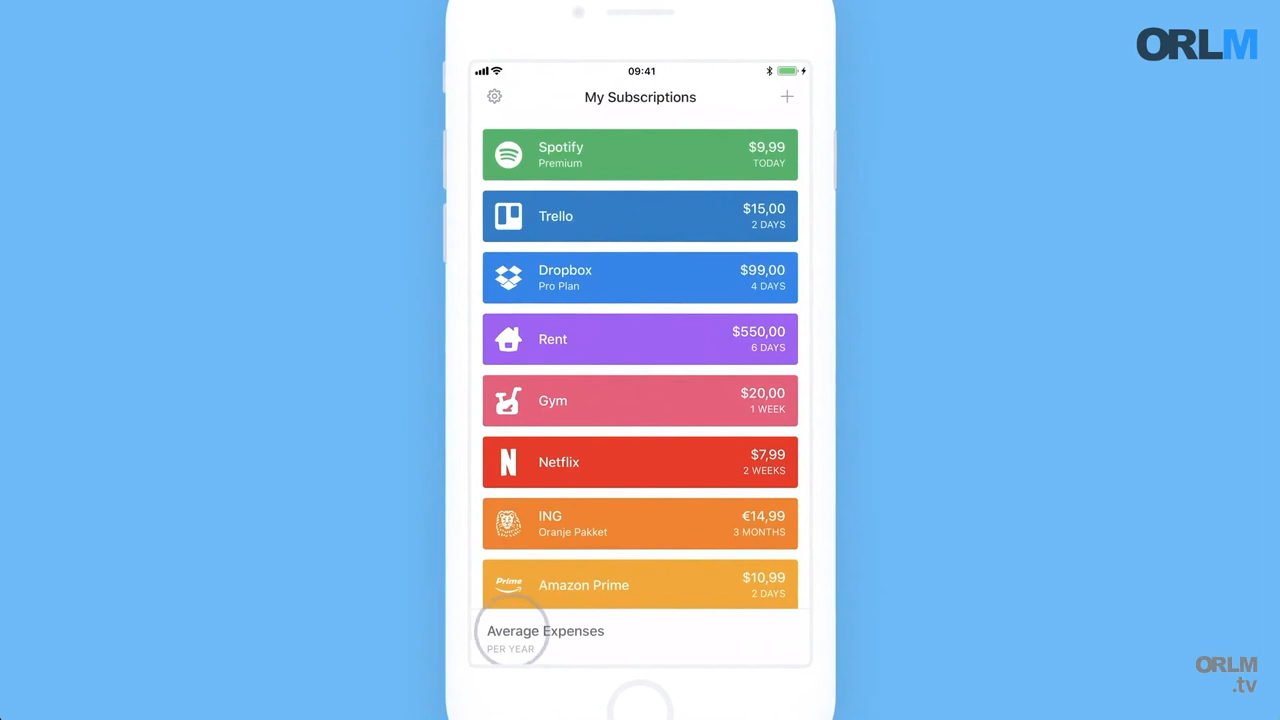 ORLM
09:41
My Subscriptions
Spotify
Premium
$9,99
TODAY
Trello
$15,00
2 DAYS
Dropbox
Pro Plan
$99,00
4 DAYS
Rent
$550,00
6 DAYS
Gym
$20,00
1 WEEK
N
Netflix
$7,99
2 WEEKS
ING
Oranje Pakket
€14,99
3 MONTHS
Prime
Amazon Prime
$10,99
2 DAYS
Average Expenses
PER YEAR
ORLM
.tv